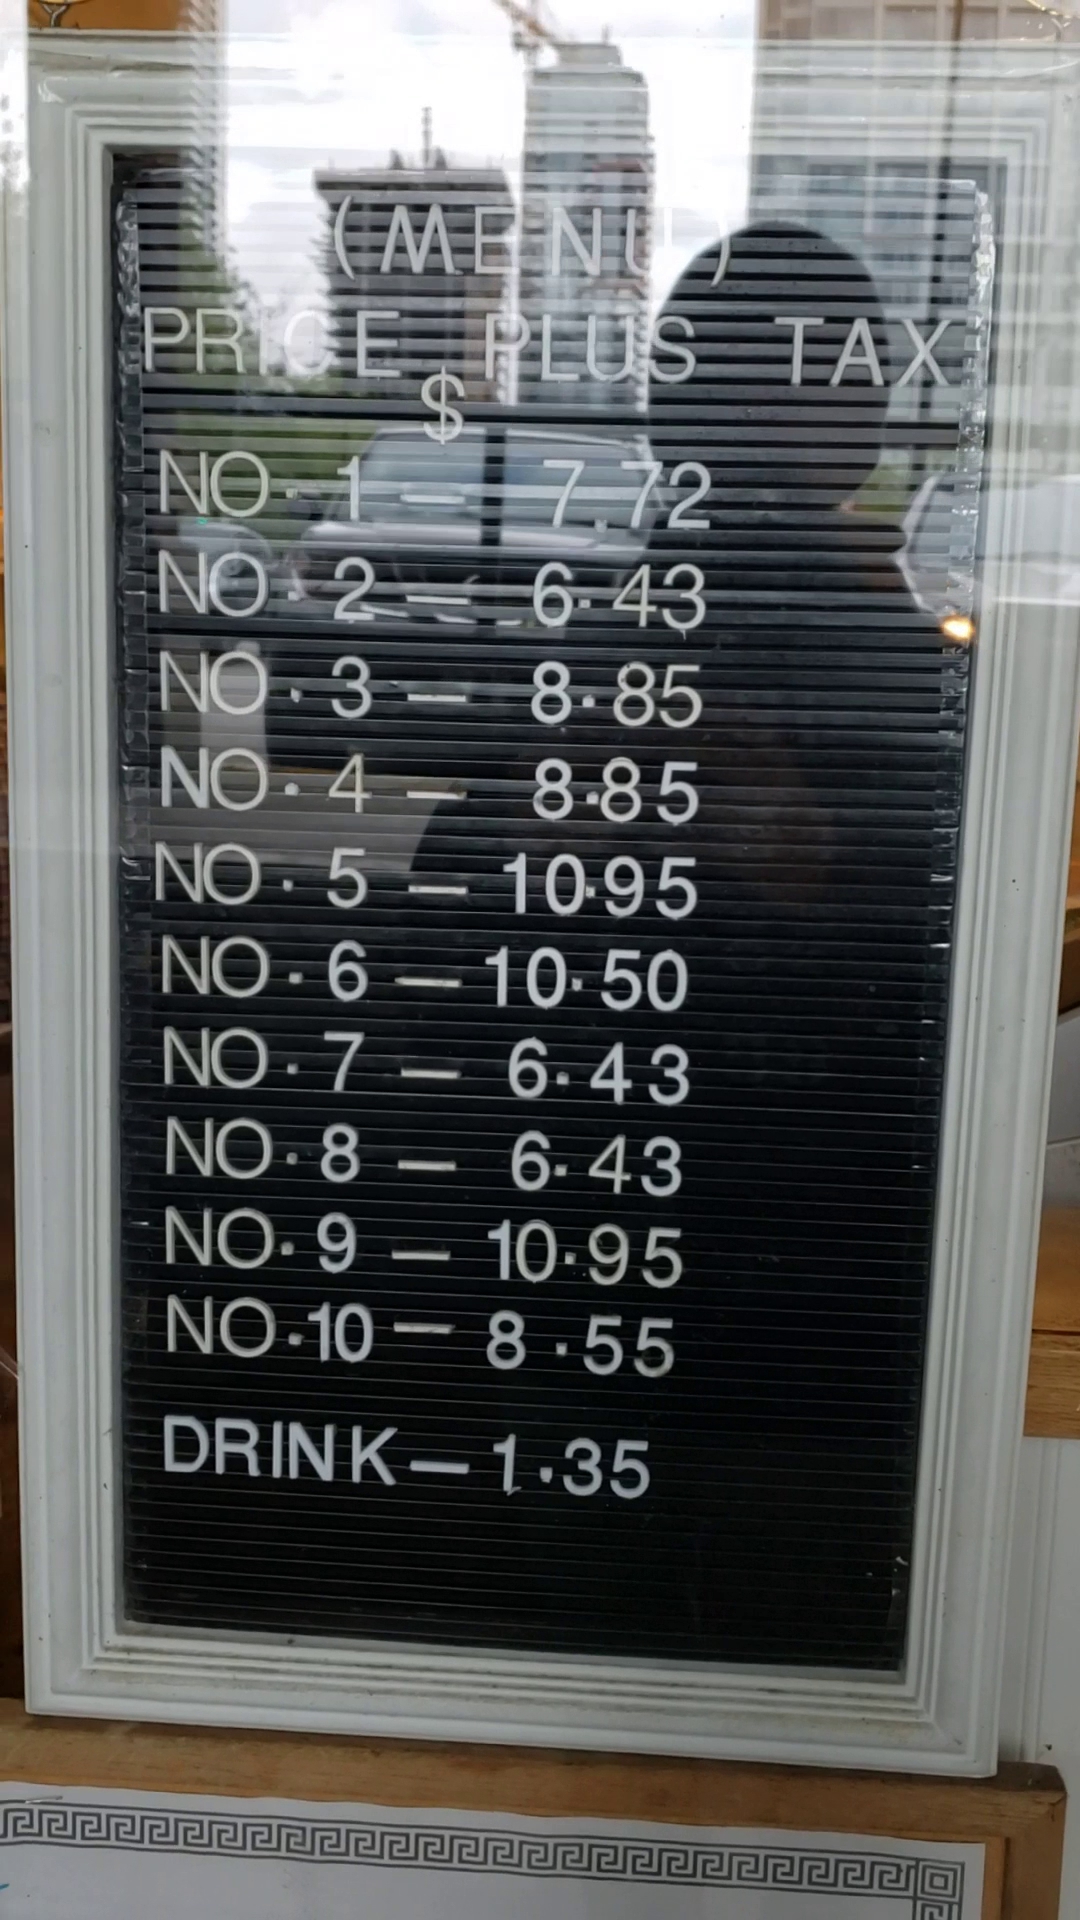 (MENU)
PRICE PLUS TAX
$
NO. 1 — 7.72
NO. 2 — 6.43
NO. 3 — 8.85
NO. 4 — 8.85
NO. 5 — 10.95
NO. 6 — 10.50
NO. 7 — 6.43
NO. 8 — 6.43
NO. 9 — 10.95
NO. 10 — 8.55
DRINK — 1.35